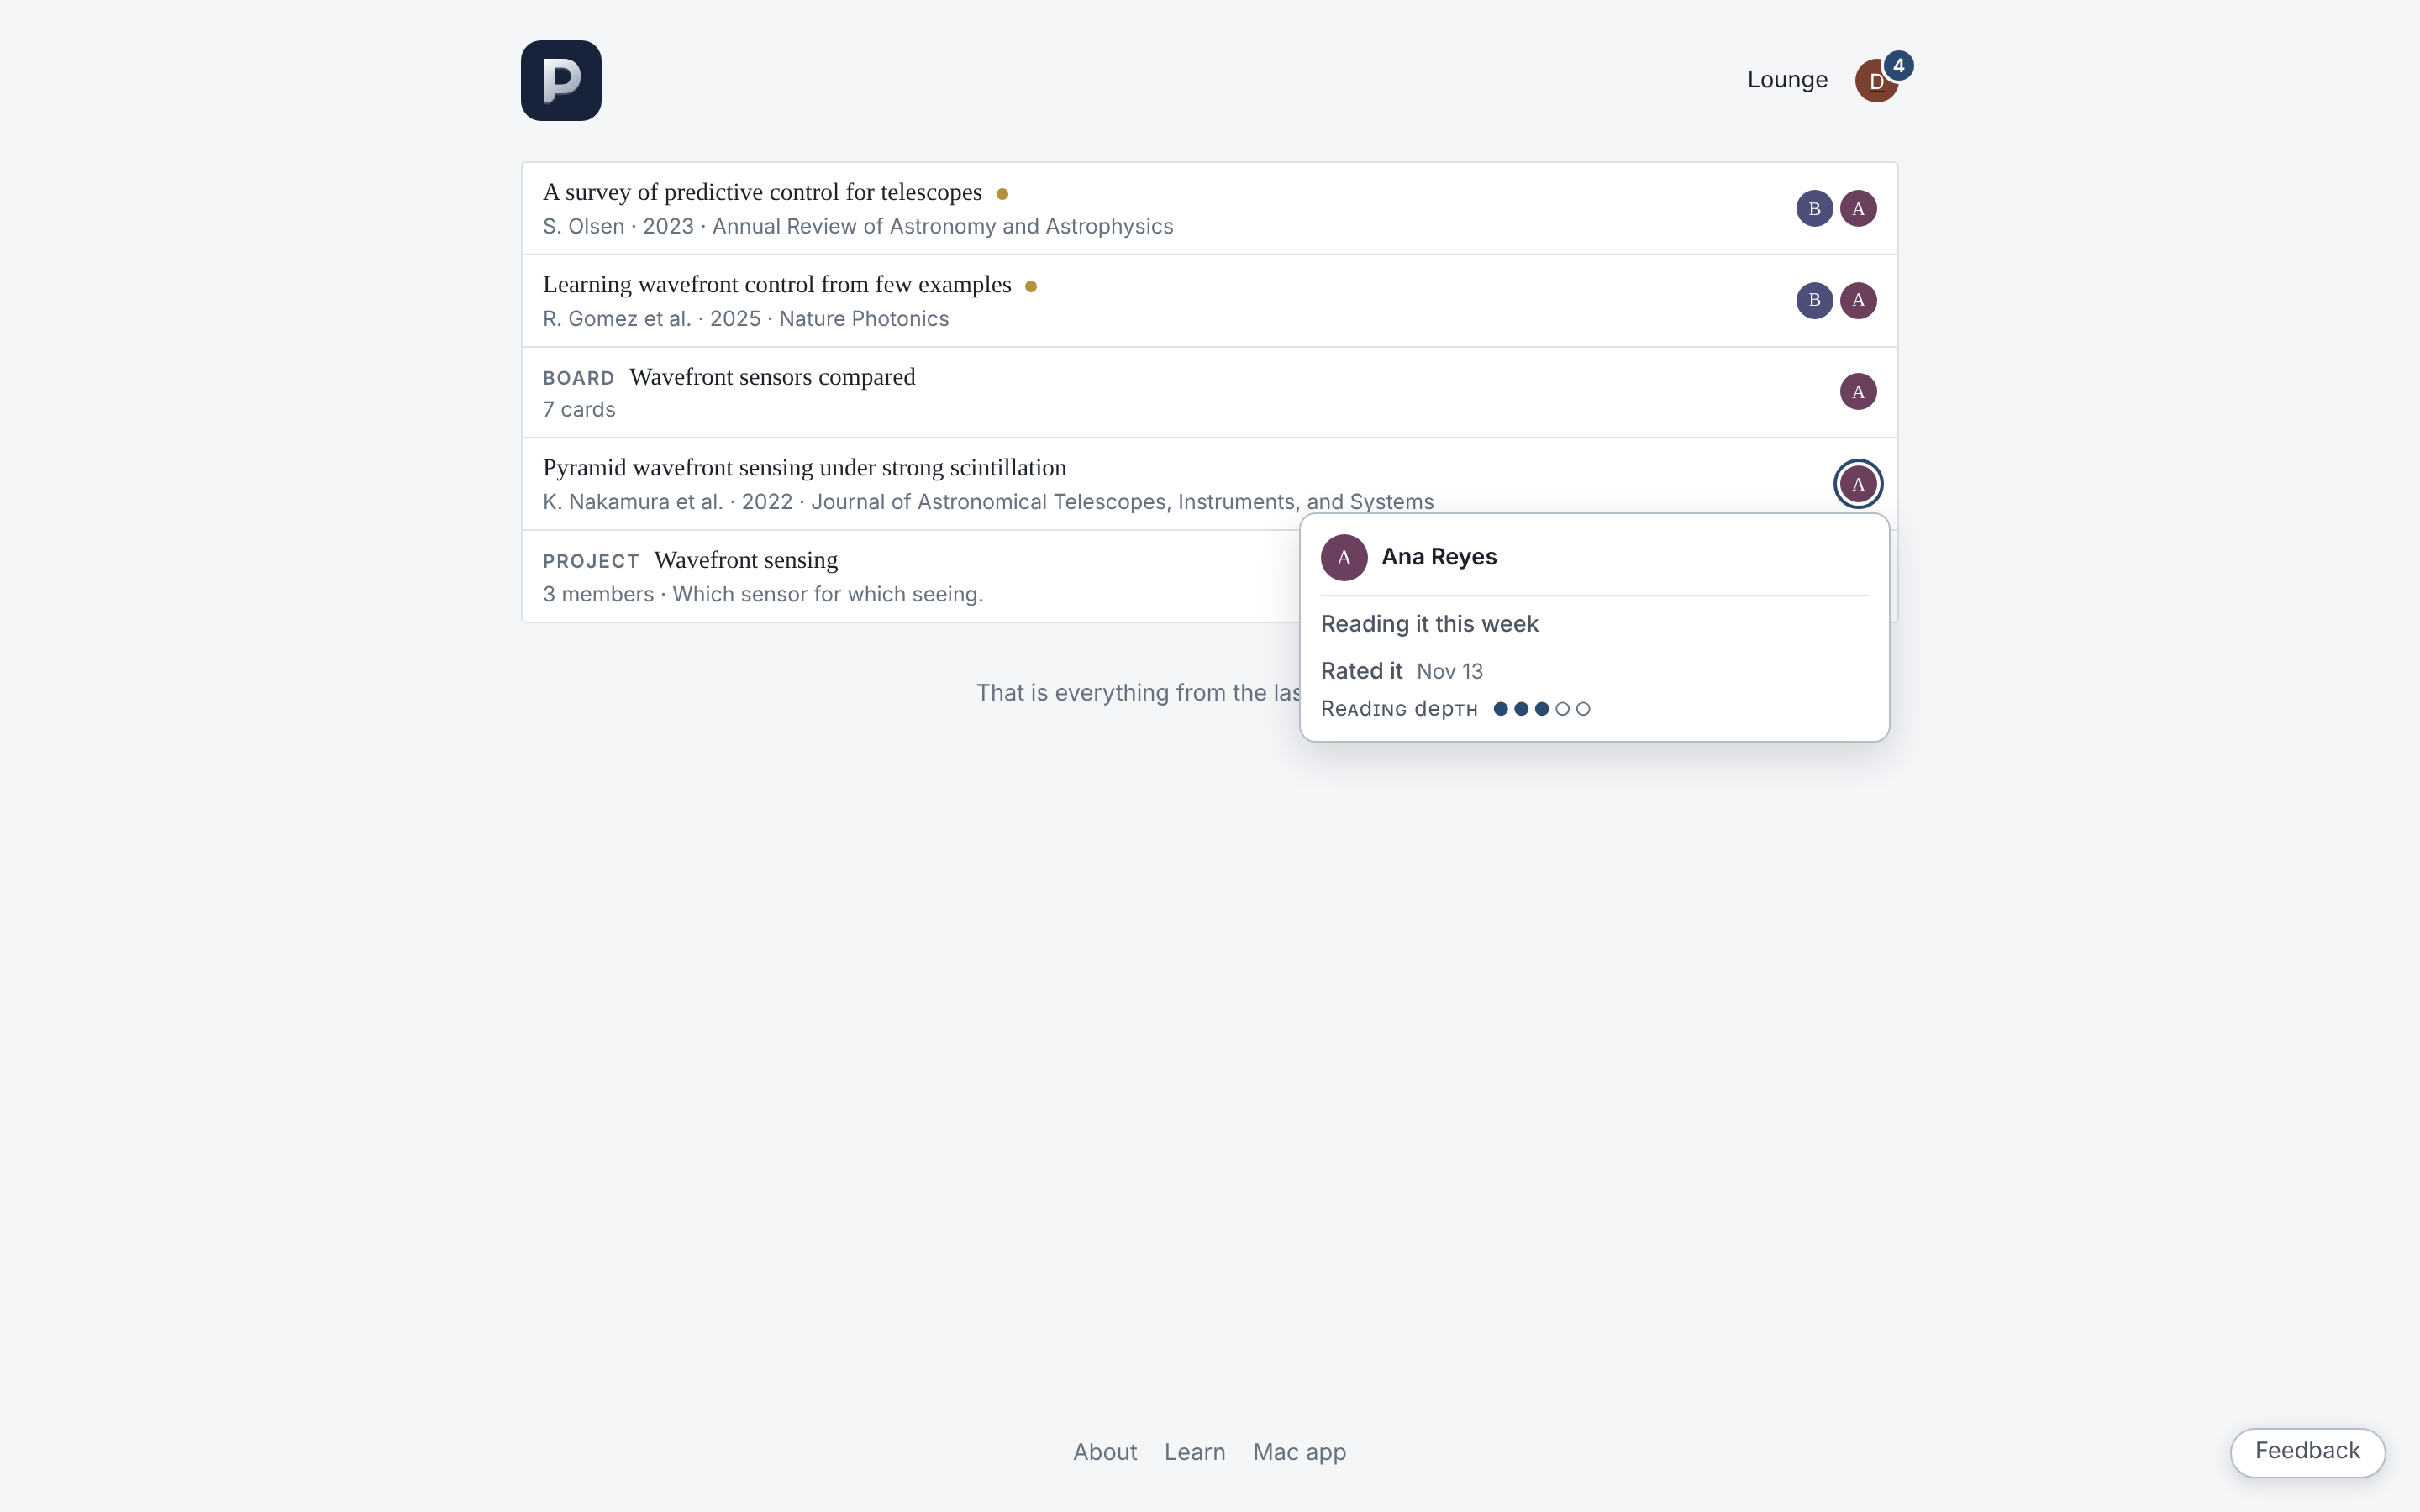 P
Lounge
D
4
A survey of predictive control for telescopes
S. Olsen · 2023 · Annual Review of Astronomy and Astrophysics
B A
Learning wavefront control from few examples
R. Gomez et al. · 2025 · Nature Photonics
B A
BOARD Wavefront sensors compared
7 cards
A
Pyramid wavefront sensing under strong scintillation
K. Nakamura et al. · 2022 · Journal of Astronomical Telescopes, Instruments, and Systems
A
PROJECT Wavefront sensing
3 members · Which sensor for which seeing.
A Ana Reyes
Reading it this week
Rated it Nov 13
Reᴀdɪɴɢ depᴛʜ
That is everything from the
About Learn Mac app
Feedback